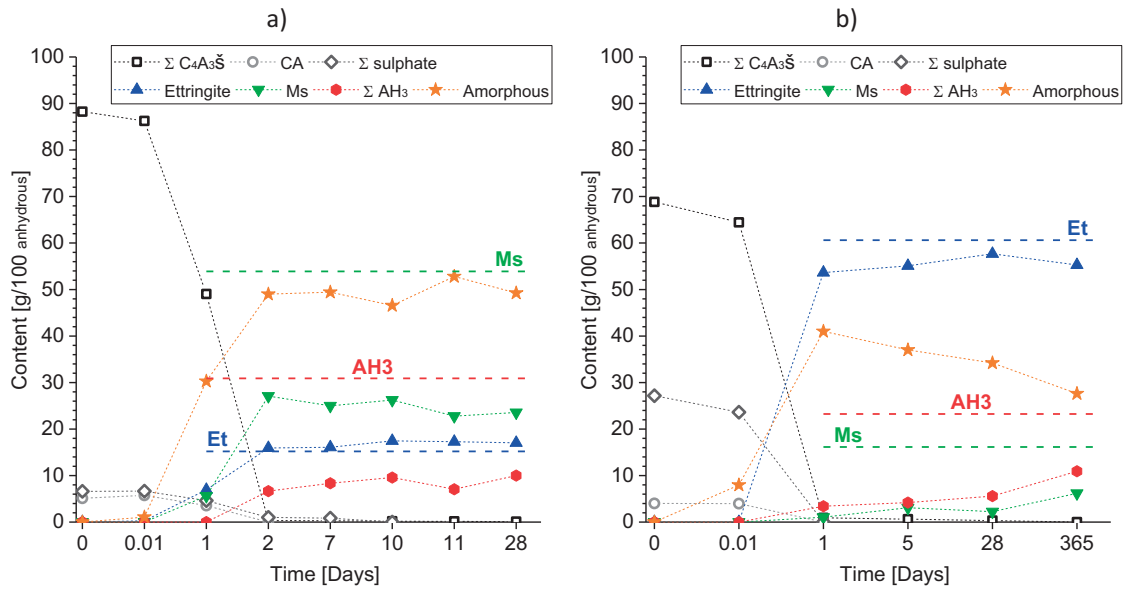 a)
Σ C₄A₃Š CA Σ sulphate
Ettringite Ms Σ AH₃ Amorphous
Content [g/100 anhydrous]
100
90
80
70
60
50
40
30
20
10
0
Ms
AH3
Et
0 0.01 1 2 7 10 11 28
Time [Days]
b)
Σ C₄A₃Š CA Σ sulphate
Ettringite Ms Σ AH₃ Amorphous
Content [g/100 anhydrous]
100
90
80
70
60
50
40
30
20
10
0
Et
AH3
Ms
0 0.01 1 5 28 365
Time [Days]